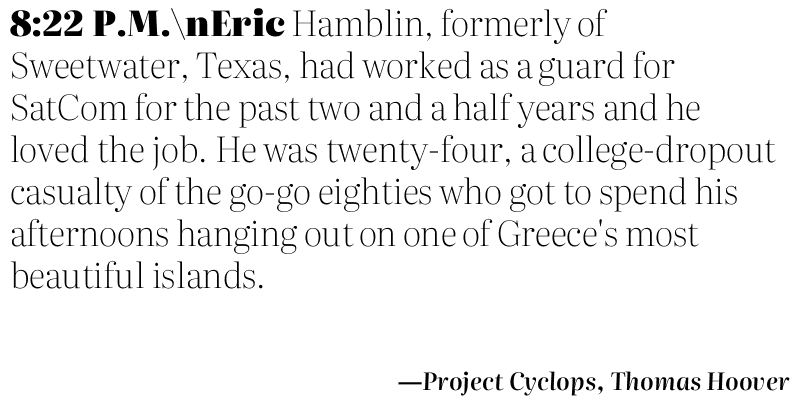 8:22 P.M.\nEric Hamblin, formerly of
Sweetwater, Texas, had worked as a guard for
SatCom for the past two and a half years and he
loved the job. He was twenty-four, a college-dropout
casualty of the go-go eighties who got to spend his
afternoons hanging out on one of Greece's most
beautiful islands.
—Project Cyclops, Thomas Hoover